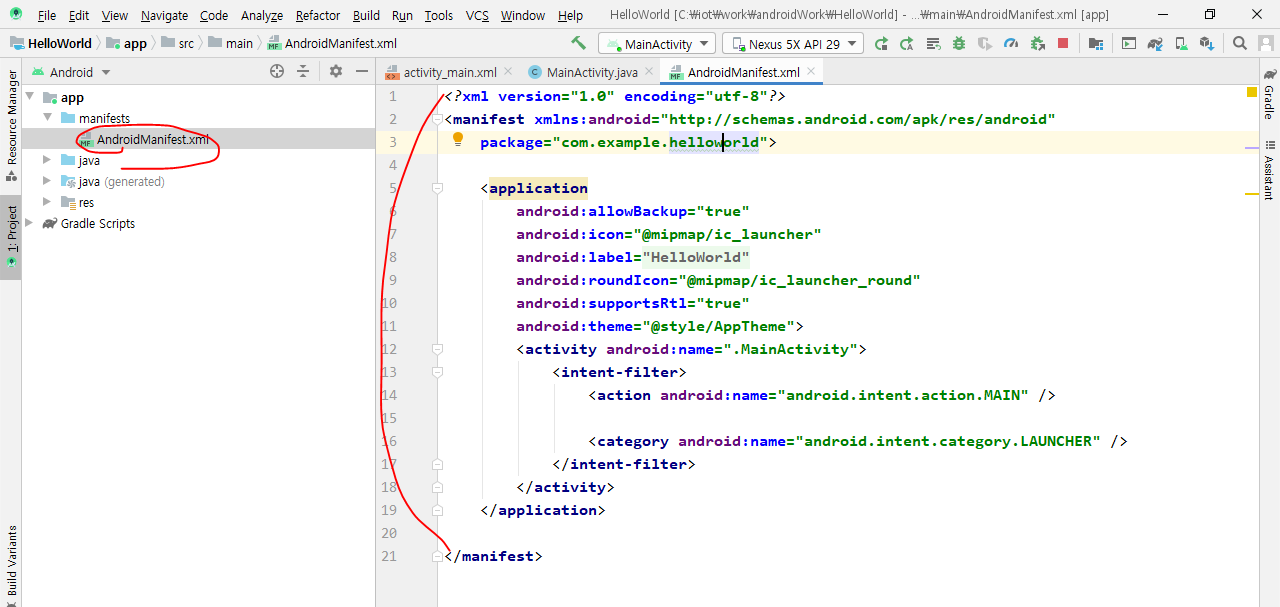 File Edit View Navigate Code Analyze Refactor Build Run Tools VCS Window Help HelloWorld [C:₩iot₩work₩androidWork₩HelloWorld] - ...₩main₩AndroidManifest.xml [app]
HelloWorld app src main AndroidManifest.xml MainActivity Nexus 5X API 29
Android
activity_main.xml MainActivity.java AndroidManifest.xml
Resource Manager
1: Project
Build Variants
app
manifests
AndroidManifest.xml
java
java (generated)
res
Gradle Scripts
1 <?xml version="1.0" encoding="utf-8"?>
2 <manifest xmlns:android="http://schemas.android.com/apk/res/android"
3 package="com.example.helloworld">
4
5 <application
6 android:allowBackup="true"
7 android:icon="@mipmap/ic_launcher"
8 android:label="HelloWorld"
9 android:roundIcon="@mipmap/ic_launcher_round"
10 android:supportsRtl="true"
11 android:theme="@style/AppTheme">
12 <activity android:name=".MainActivity">
13 <intent-filter>
14 <action android:name="android.intent.action.MAIN" />
15
16 <category android:name="android.intent.category.LAUNCHER" />
17 </intent-filter>
18 </activity>
19 </application>
20
21 </manifest>
Gradle
Assistant